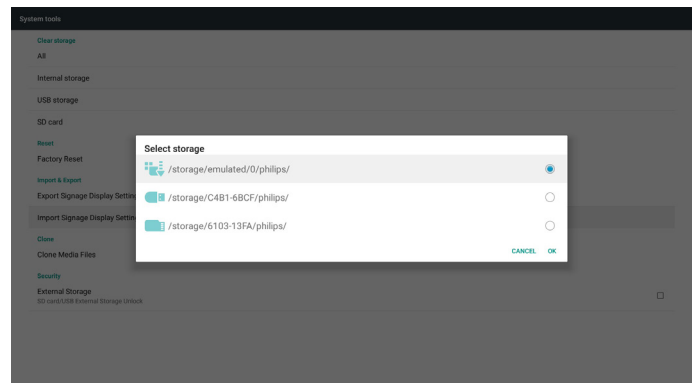 System tools
Clear storage
All
Internal storage
USB storage
SD card
Reset
Factory Reset
Import & Export
Export Signage Display Settin
Import Signage Display Settin
Clone
Clone Media Files
Security
External Storage
SD card/USB External Storage Unlock
Select storage
/storage/emulated/0/philips/
/storage/C4B1-6BCF/philips/
/storage/6103-13FA/philips/
CANCEL OK